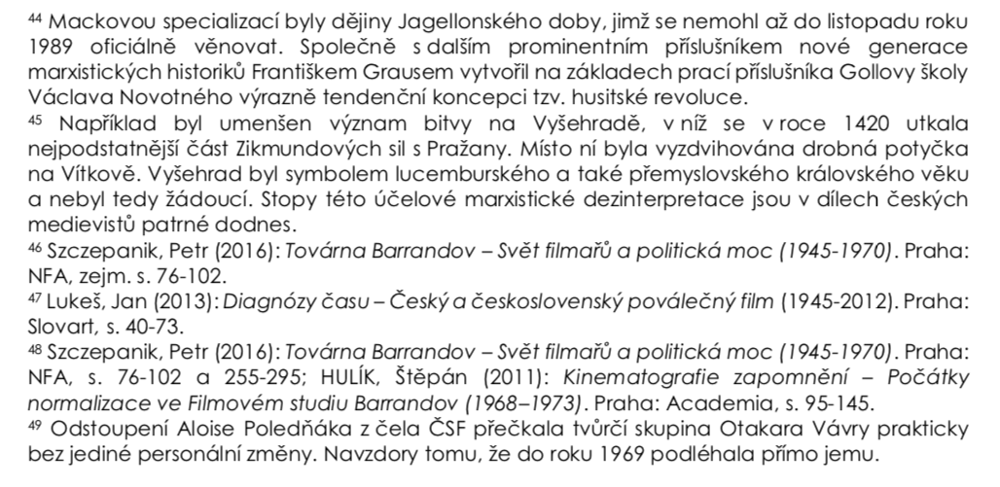 ⁴⁴ Mackovou specializací byly dějiny Jagellonského doby, jimž se nemohl až do listopadu roku
1989 oficiálně věnovat. Společně s dalším prominentním příslušníkem nové generace
marxistických historiků Františkem Grausem vytvořil na základech prací příslušníka Gollovy školy
Václava Novotného výrazně tendenční koncepci tzv. husitské revoluce.
⁴⁵ Například byl umenšen význam bitvy na Vyšehradě, v níž se v roce 1420 utkala
nejpodstatnější část Zikmundových sil s Pražany. Místo ní byla vyzdvihována drobná potyčka
na Vítkově. Vyšehrad byl symbolem lucemburského a také přemyslovského královského věku
a nebyl tedy žádoucí. Stopy této účelové marxistické dezinterpretace jsou v dílech českých
medievistů patrné dodnes.
⁴⁶ Szczepanik, Petr (2016): Továrna Barrandov – Svět filmařů a politická moc (1945-1970). Praha:
NFA, zejm. s. 76-102.
⁴⁷ Lukeš, Jan (2013): Diagnózy času – Český a československý poválečný film (1945-2012). Praha:
Slovart, s. 40-73.
⁴⁸ Szczepanik, Petr (2016): Továrna Barrandov – Svět filmařů a politická moc (1945-1970). Praha:
NFA, s. 76-102 a 255-295; HULÍK, Štěpán (2011): Kinematografie zapomnění – Počátky
normalizace ve Filmovém studiu Barrandov (1968–1973). Praha: Academia, s. 95-145.
⁴⁹ Odstoupení Aloise Poledňáka z čela ČSF přečkala tvůrčí skupina Otakara Vávry prakticky
bez jediné personální změny. Navzdory tomu, že do roku 1969 podléhala přímo jemu.